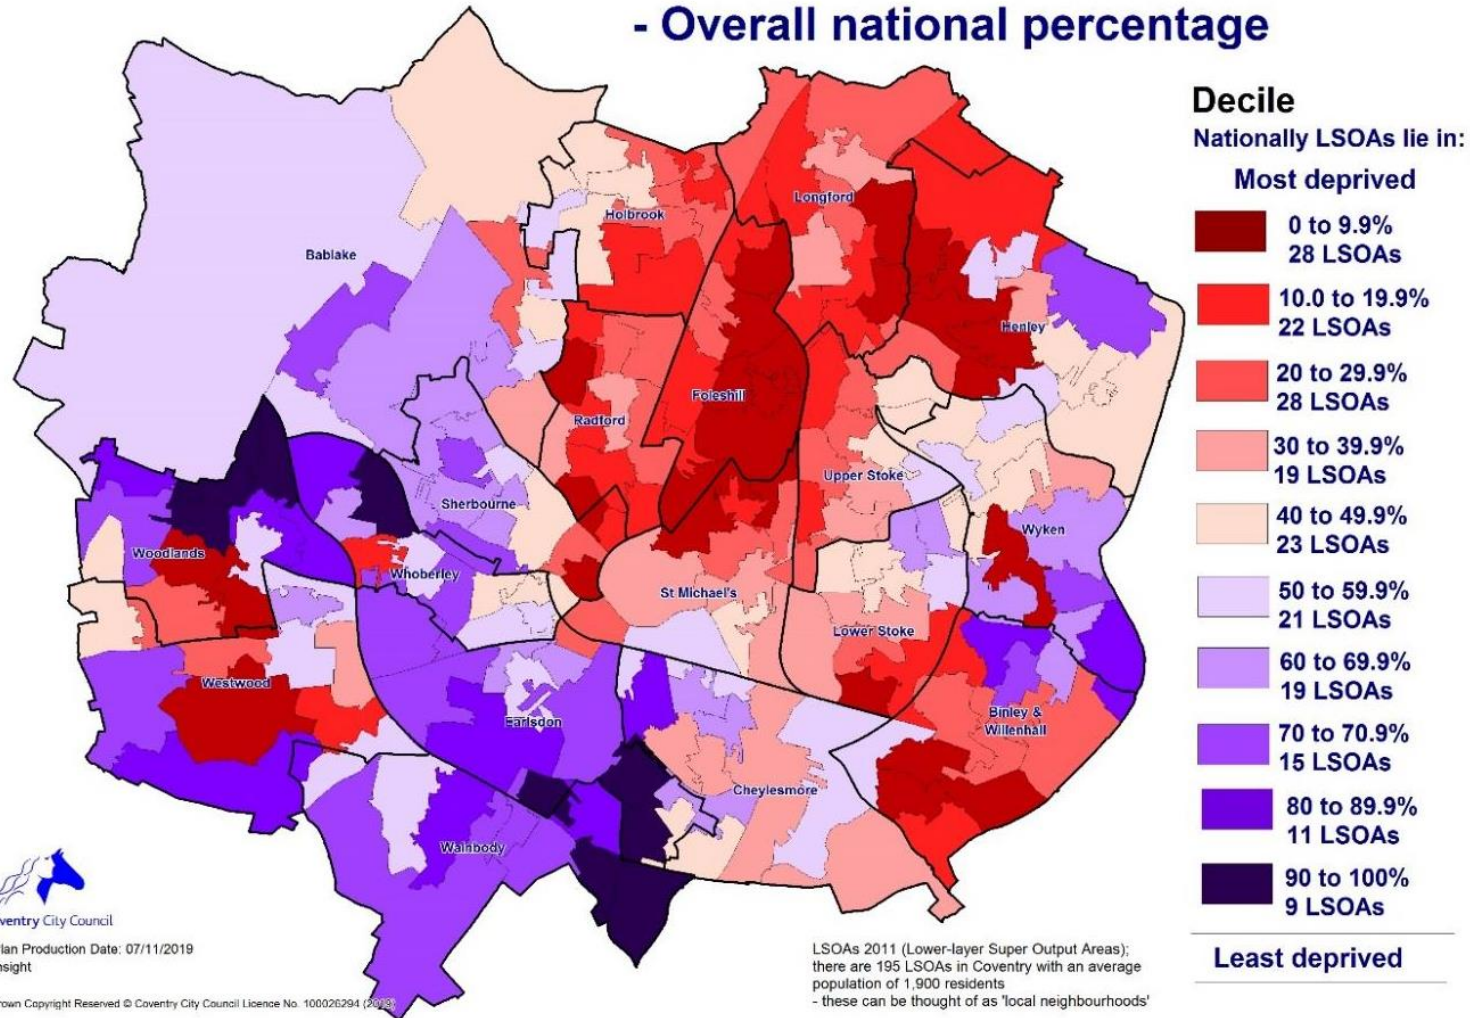 - Overall national percentage
Decile
Nationally LSOAs lie in:
Most deprived
0 to 9.9%
28 LSOAs
10.0 to 19.9%
22 LSOAs
20 to 29.9%
28 LSOAs
30 to 39.9%
19 LSOAs
40 to 49.9%
23 LSOAs
50 to 59.9%
21 LSOAs
60 to 69.9%
19 LSOAs
70 to 70.9%
15 LSOAs
80 to 89.9%
11 LSOAs
90 to 100%
9 LSOAs
Least deprived
Longford
Holbrook
Bablake
Henley
Foleshill
Radford
Upper Stoke
Sherbourne
Wyken
Woodlands
Whoberley
St Michael's
Lower Stoke
Westwood
Earlsdon
Binley &
Willenhall
Cheylesmore
Wainbody
ventry City Council
lan Production Date: 07/11/2019
nsight
rown Copyright Reserved © Coventry City Council Licence No. 100026294 (2019)
LSOAs 2011 (Lower-layer Super Output Areas);
there are 195 LSOAs in Coventry with an average
population of 1,900 residents
- these can be thought of as 'local neighbourhoods'